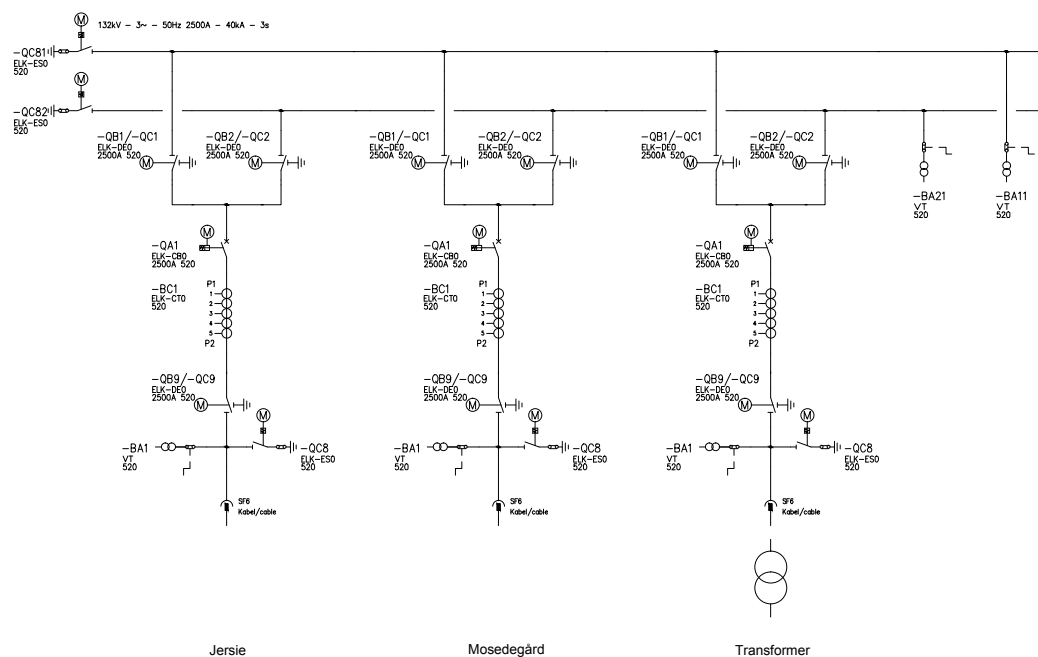 132kV – 3~ – 50Hz 2500A – 40kA – 3s
M
–QC81
ELK–ES0
520
M
–QC82
ELK–ES0
520
–QB1/–QC1
ELK–DE0
2500A 520
M
–QB2/–QC2
ELK–DE0
2500A 520
M
–QB1/–QC1
ELK–DE0
2500A 520
M
–QB2/–QC2
ELK–DE0
2500A 520
M
–QB1/–QC1
ELK–DE0
2500A 520
M
–QB2/–QC2
ELK–DE0
2500A 520
M
–BA21
VT
520
–BA11
VT
520
–QA1
ELK–CB0
2500A 520
M
–QA1
ELK–CB0
2500A 520
M
–QA1
ELK–CB0
2500A 520
M
–BC1
ELK–CT0
520
P1
1
2
3
4
5
P2
–BC1
ELK–CT0
520
P1
1
2
3
4
5
P2
–BC1
ELK–CT0
520
P1
1
2
3
4
5
P2
–QB9/–QC9
ELK–DE0
2500A 520
M
–QB9/–QC9
ELK–DE0
2500A 520
M
–QB9/–QC9
ELK–DE0
2500A 520
M
–BA1
VT
520
M
–QC8
ELK–ES0
520
–BA1
VT
520
M
–QC8
ELK–ES0
520
–BA1
VT
520
M
–QC8
ELK–ES0
520
SF6
Kabel/cable
SF6
Kabel/cable
SF6
Kabel/cable
Jersie
Mosedegård
Transformer